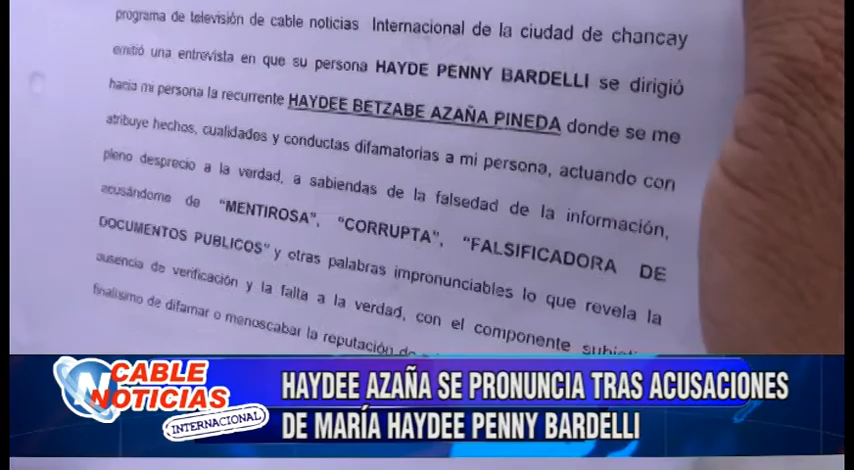 programa de televisión de cable noticias Internacional de la ciudad de chancay
emitió una entrevista en que su persona HAYDE PENNY BARDELLI se dirigió
hacia mi persona la recurrente HAYDEE BETZABE AZAÑA PINEDA donde se me
atribuye hechos, cualidades y conductas difamatorias a mi persona, actuando con
pleno desprecio a la verdad, a sabiendas de la falsedad de la información,
acusándome de "MENTIROSA", "CORRUPTA", "FALSIFICADORA DE
DOCUMENTOS PUBLICOS" y otras palabras impronunciables lo que revela la
ausencia de verificación y la falta a la verdad, con el componente
finalísimo de difamar o menoscabar la reputación de
CABLE
NOTICIAS
INTERNACIONAL
HAYDEE AZAÑA SE PRONUNCIA TRAS ACUSACIONES
DE MARÍA HAYDEE PENNY BARDELLI